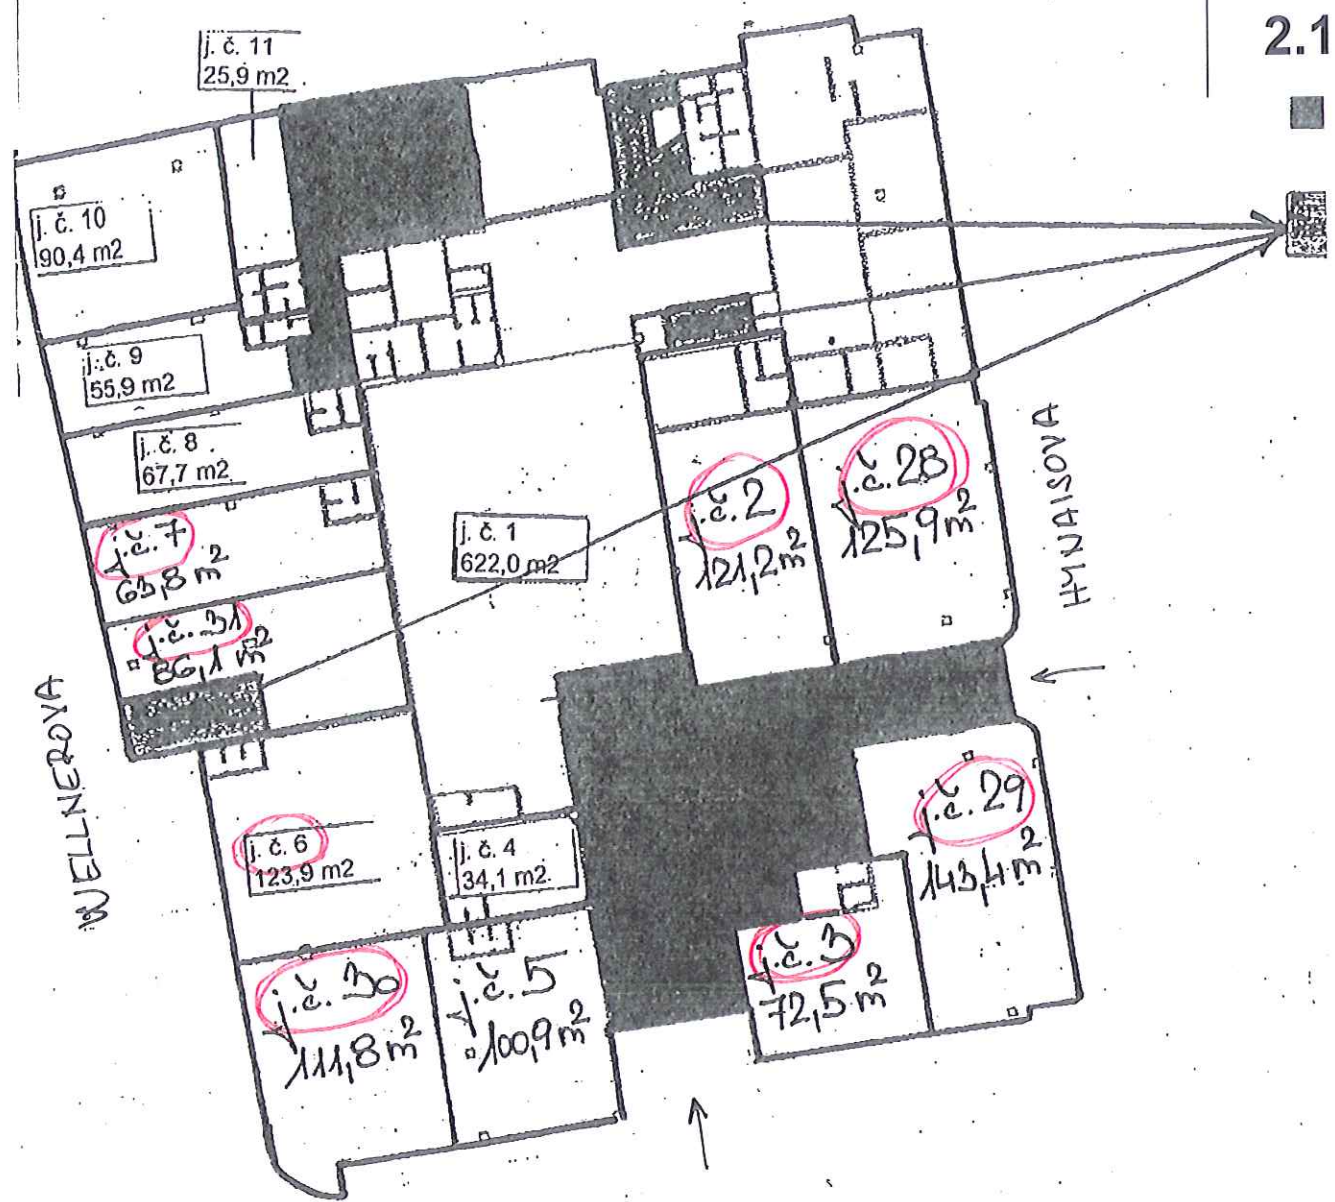 2.1
j. č. 11
25,9 m2
j. č. 10
90,4 m2
j. č. 9
55,9 m2
j. č. 8
67,7 m2
j.č. 7
63,8 m²
j.č. 31
86,1 m²
j. č. 1
622,0 m2
j.č. 2
121,2 m²
j.č. 28
125,9 m²
HYNAISOVA
WELLNEROVA
j. č. 6
123,9 m2
j. č. 4
34,1 m2
j.č. 29
143,4 m²
j.č. 3
72,5 m²
j.č. 30
111,8 m²
j.č. 5
100,9 m²